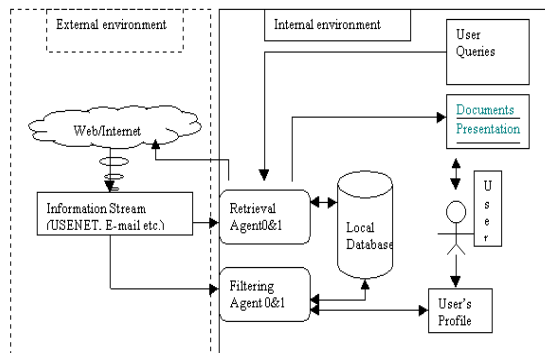 External environment
Internal environment
User
Queries
Documents
Presentation
Web/Internet
Information Stream
(USENET, E-mail etc.)
Retrieval
Agent0&1
Local
Database
U
s
e
r
Filtering
Agent 0&1
User's
Profile